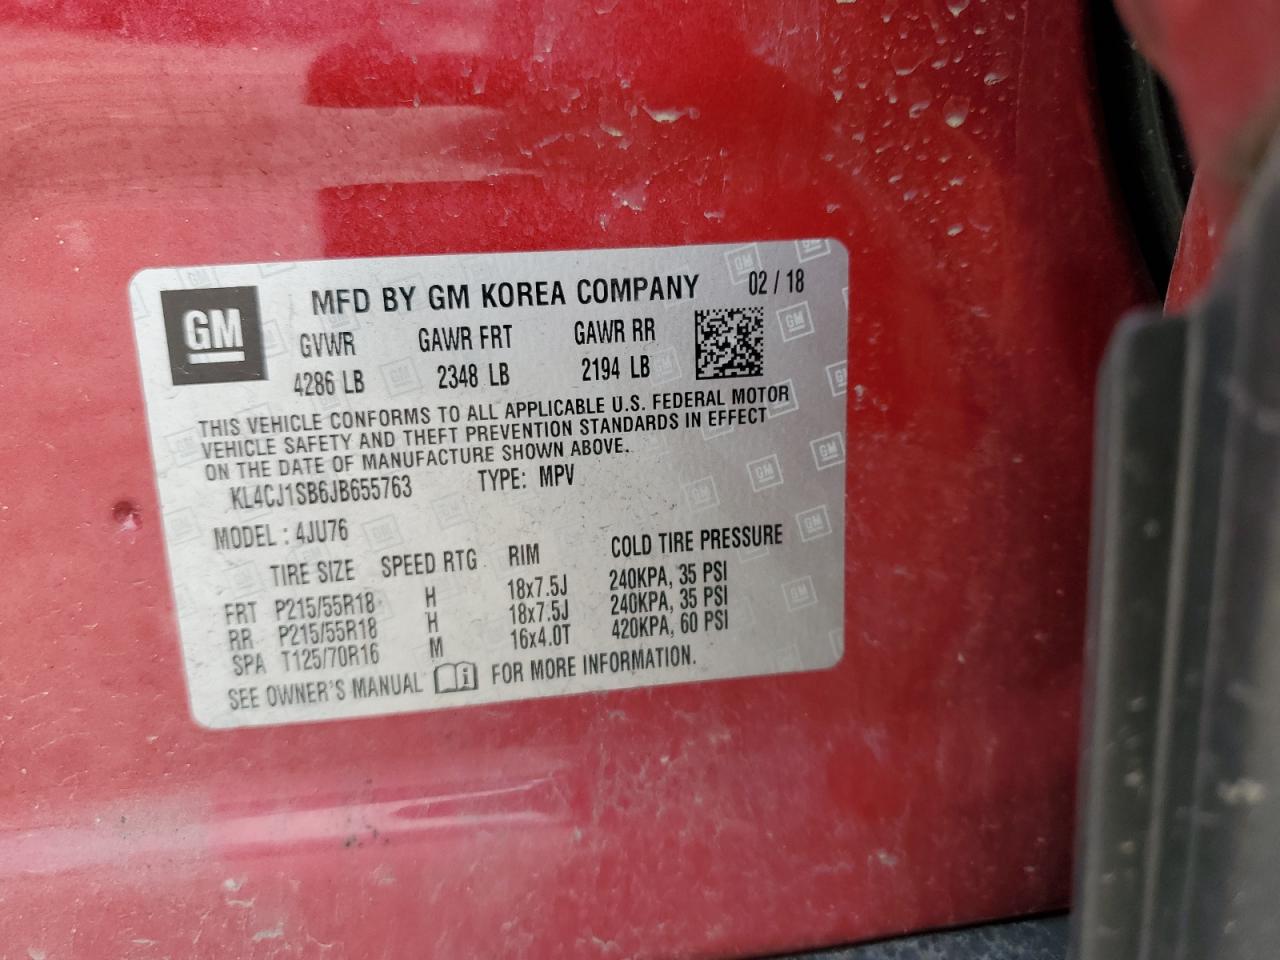 GM MFD BY GM KOREA COMPANY 02 / 18
GVWR GAWR FRT GAWR RR
4286 LB 2348 LB 2194 LB
THIS VEHICLE CONFORMS TO ALL APPLICABLE U.S. FEDERAL MOTOR
VEHICLE SAFETY AND THEFT PREVENTION STANDARDS IN EFFECT
ON THE DATE OF MANUFACTURE SHOWN ABOVE.
KL4CJ1SB6JB655763 TYPE: MPV
MODEL : 4JU76
TIRE SIZE SPEED RTG RIM COLD TIRE PRESSURE
FRT P215/55R18 H 18x7.5J 240KPA, 35 PSI
RR P215/55R18 H 18x7.5J 240KPA, 35 PSI
SPA T125/70R16 M 16x4.0T 420KPA, 60 PSI
SEE OWNER'S MANUAL FOR MORE INFORMATION.